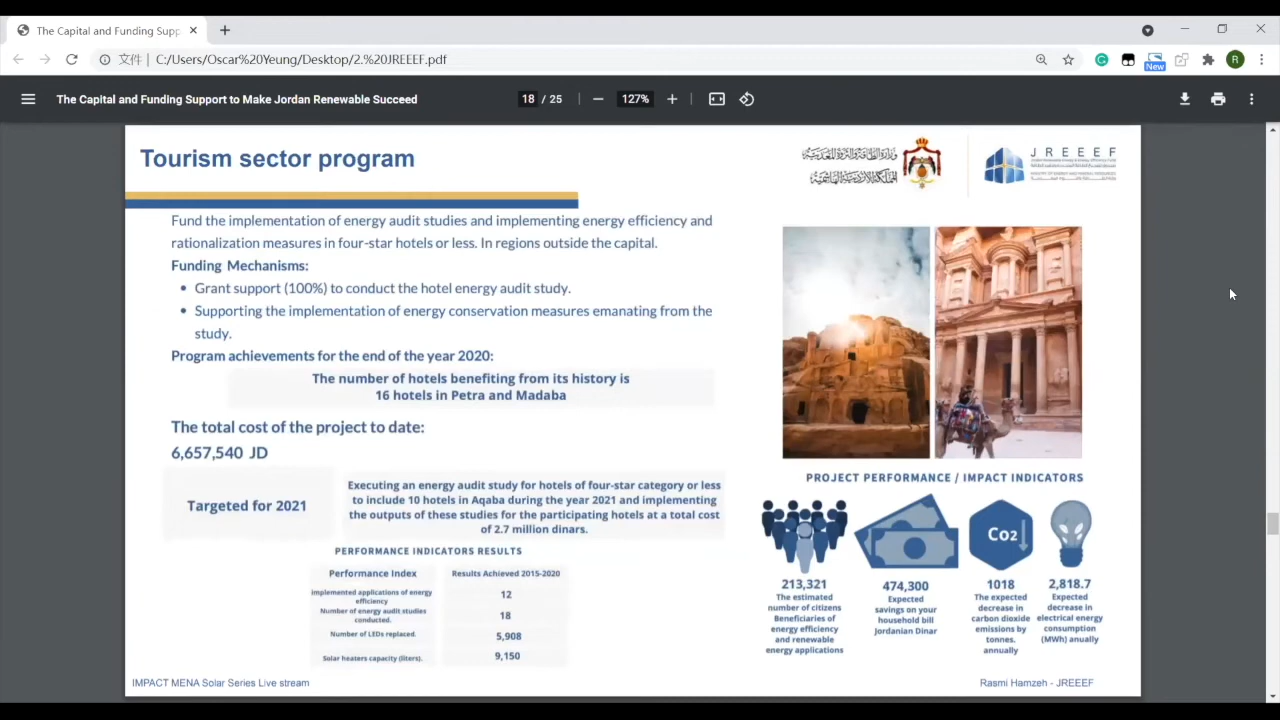 The Capital and Funding Supp
文件
C:/Users/Oscar%20Yeung/Desktop/2.%20JREEEF.pdf
New
R
The Capital and Funding Support to Make Jordan Renewable Succeed
18 / 25
127%
Tourism sector program
وزارة الطاقة والثروة المعدنية
المملكة الأردنية الهاشمية
JREEEF
Fund the implementation of energy audit studies and implementing energy efficiency and
rationalization measures in four-star hotels or less. In regions outside the capital.
Funding Mechanisms:
• Grant support (100%) to conduct the hotel energy audit study.
• Supporting the implementation of energy conservation measures emanating from the
study.
Program achievements for the end of the year 2020:
The number of hotels benefiting from its history is
16 hotels in Petra and Madaba
The total cost of the project to date:
6,657,540 JD
Targeted for 2021
Executing an energy audit study for hotels of four-star category or less
to include 10 hotels in Aqaba during the year 2021 and implementing
the outputs of these studies for the participating hotels at a total cost
of 2.7 million dinars.
PERFORMANCE INDICATORS RESULTS
Performance Index Results Achieved 2015-2020
implemented applications of energy
efficiency
12
Number of energy audit studies
conducted.
18
Number of LEDs replaced. 5,908
Solar heaters capacity (liters). 9,150
PROJECT PERFORMANCE / IMPACT INDICATORS
Co2
213,321
The estimated
number of citizens
Beneficiaries of
energy efficiency
and renewable
energy applications
474,300
Expected
savings on your
household bill
Jordanian Dinar
1018
The expected
decrease in
carbon dioxide
emissions by
tonnes.
annually
2,818.7
Expected
decrease in
electrical energy
consumption
(MWh) anually
IMPACT MENA Solar Series Live stream
Rasmi Hamzeh - JREEEF